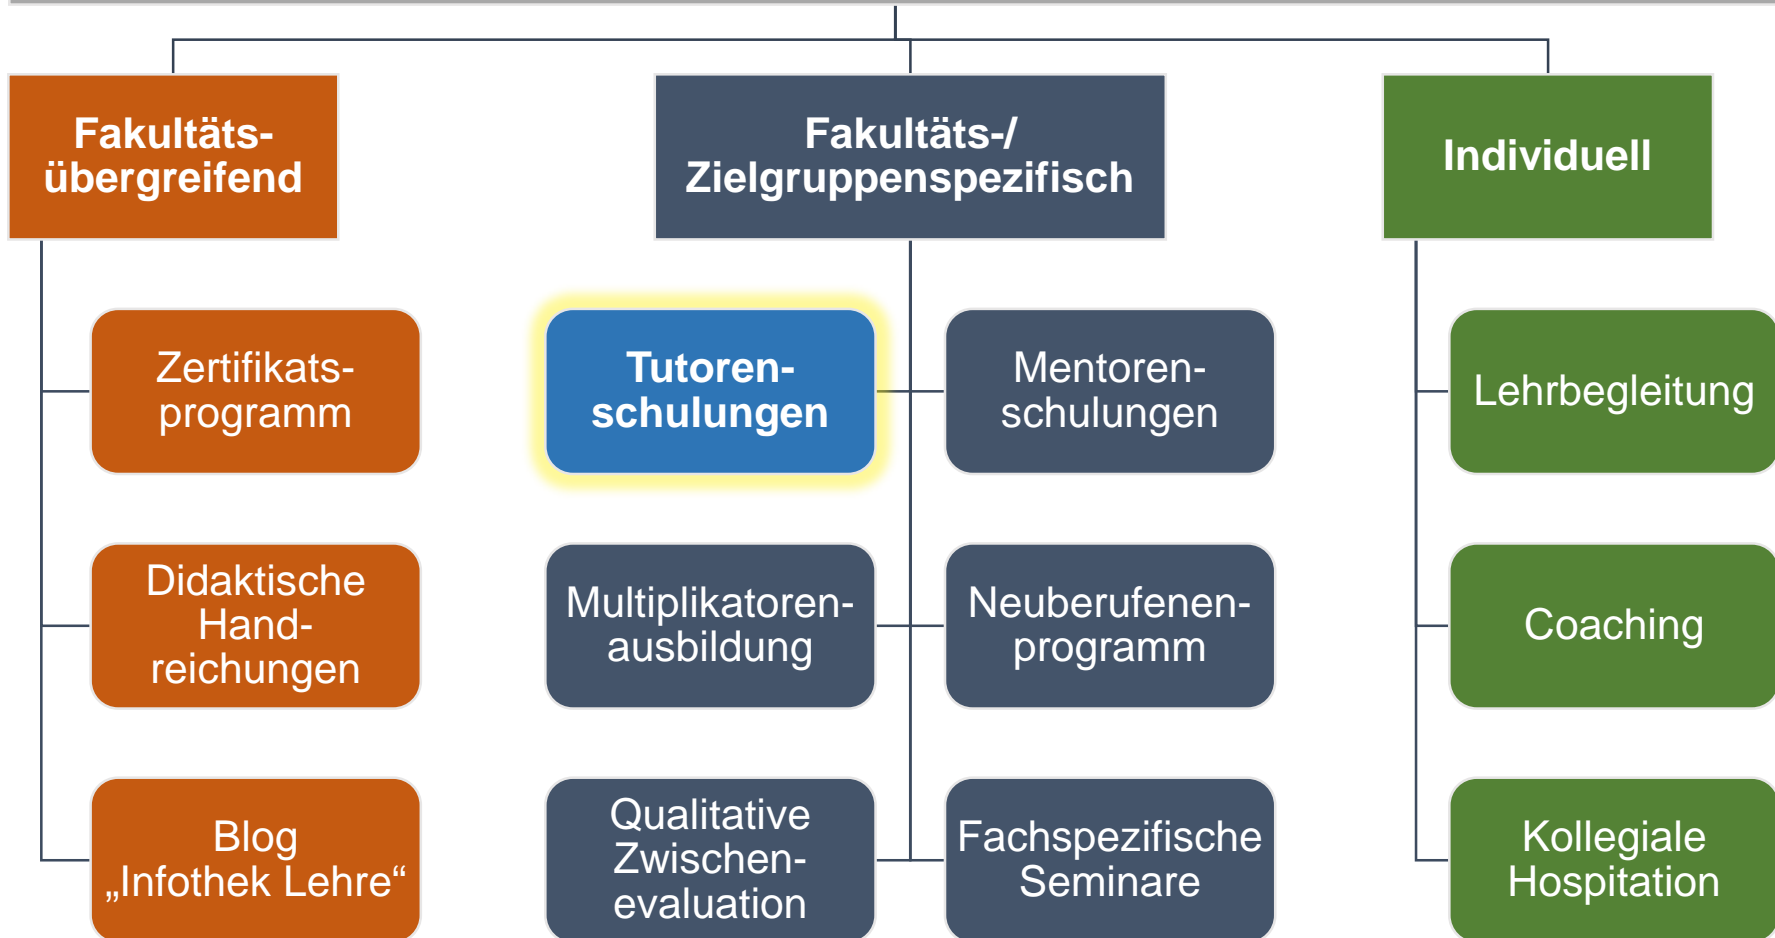 Fakultäts-
übergreifend
Fakultäts-/
Zielgruppenspezifisch
Individuell
Zertifikats-
programm
Tutoren-
schulungen
Mentoren-
schulungen
Lehrbegleitung
Didaktische
Hand-
reichungen
Multiplikatoren-
ausbildung
Neuberufenen-
programm
Coaching
Blog
„Infothek Lehre“
Qualitative
Zwischen-
evaluation
Fachspezifische
Seminare
Kollegiale
Hospitation